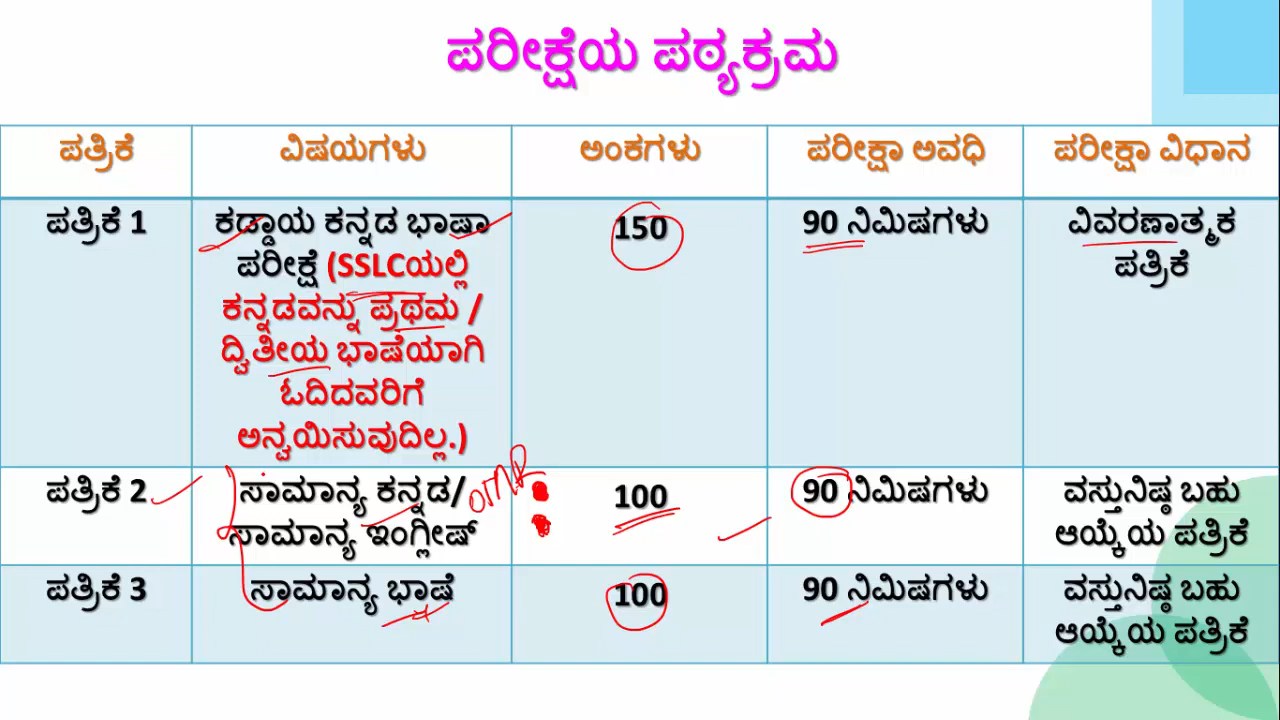 ಪರೀಕ್ಷೆಯ ಪಠ್ಯಕ್ರಮ
ಪತ್ರಿಕೆ ವಿಷಯಗಳು ಅಂಕಗಳು ಪರೀಕ್ಷಾ ಅವಧಿ ಪರೀಕ್ಷಾ ವಿಧಾನ
ಪತ್ರಿಕೆ 1
ಕಡ್ಡಾಯ ಕನ್ನಡ ಭಾಷಾ
ಪರೀಕ್ಷೆ (SSLCಯಲ್ಲಿ
ಕನ್ನಡವನ್ನು ಪ್ರಥಮ /
ದ್ವಿತೀಯ ಭಾಷೆಯಾಗಿ
ಓದಿದವರಿಗೆ
ಅನ್ವಯಿಸುವುದಿಲ್ಲ.)
150
90 ನಿಮಿಷಗಳು
ವಿವರಣಾತ್ಮಕ
ಪತ್ರಿಕೆ
ಪತ್ರಿಕೆ 2
ಸಾಮಾನ್ಯ ಕನ್ನಡ/
ಸಾಮಾನ್ಯ ಇಂಗ್ಲೀಷ್
OMR
100
90 ನಿಮಿಷಗಳು
ವಸ್ತುನಿಷ್ಠ ಬಹು
ಆಯ್ಕೆಯ ಪತ್ರಿಕೆ
ಪತ್ರಿಕೆ 3
ಸಾಮಾನ್ಯ ಭಾಷೆ
100
90 ನಿಮಿಷಗಳು
ವಸ್ತುನಿಷ್ಠ ಬಹು
ಆಯ್ಕೆಯ ಪತ್ರಿಕೆ